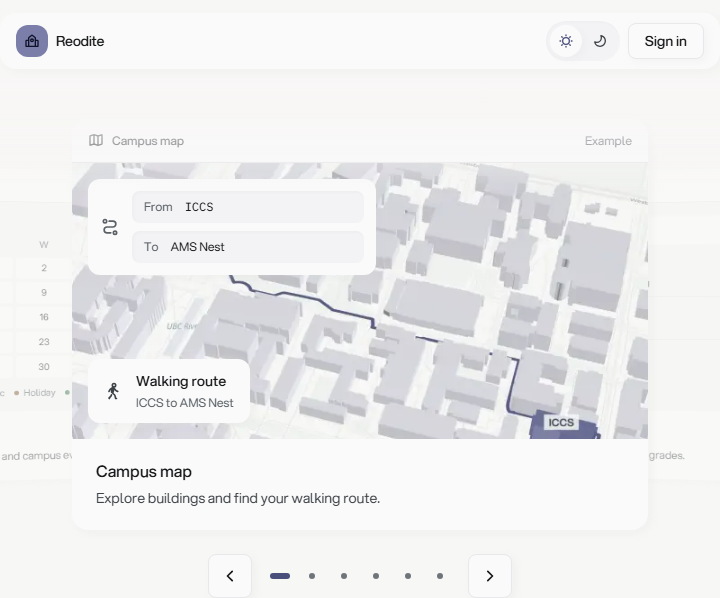 Reodite
Sign in
Campus map
Example
From ICCS
To AMS Nest
W
2
9
16
23
30
Holiday
UBC
Walking route
ICCS to AMS Nest
ICCS
and campus
grades.
Campus map
Explore buildings and find your walking route.